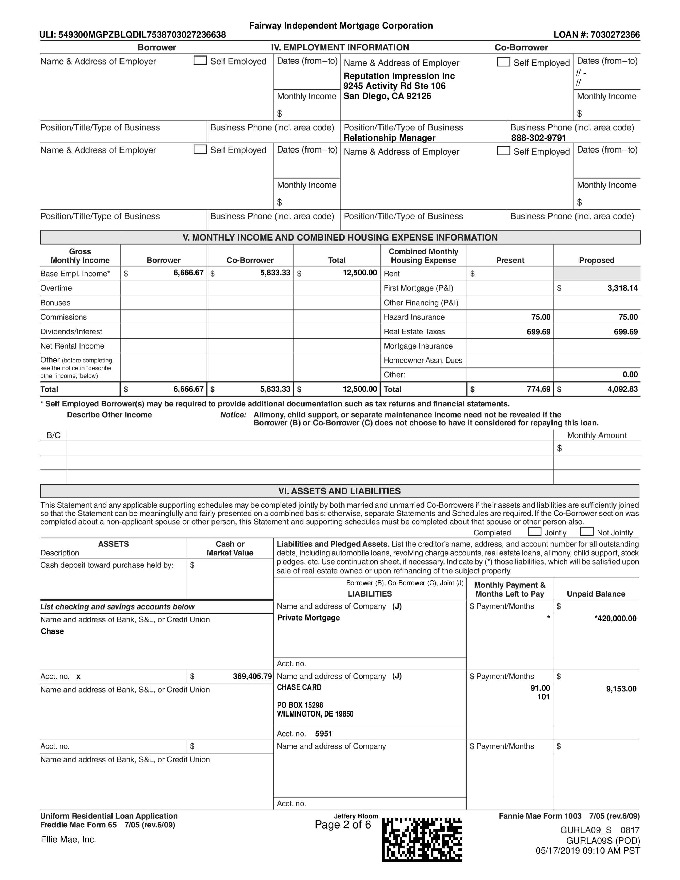 Fairway Independent Mortgage Corporation
ULI: 549300MGPZBLQDIL7538703027236638 LOAN #: 7030272366
Borrower IV. EMPLOYMENT INFORMATION Co-Borrower
Name & Address of Employer Self Employed Dates (from–to) Name & Address of Employer Self Employed Dates (from–to)
Reputation Impression Inc // -
9245 Activity Rd Ste 106 //
Monthly Income San Diego, CA 92126 Monthly Income
$ $
Position/Title/Type of Business Business Phone (incl. area code) Position/Title/Type of Business Business Phone (incl. area code)
Relationship Manager 888-302-9791
Name & Address of Employer Self Employed Dates (from–to) Name & Address of Employer Self Employed Dates (from–to)
Monthly Income Monthly Income
$ $
Position/Title/Type of Business Business Phone (incl. area code) Position/Title/Type of Business Business Phone (incl. area code)
V. MONTHLY INCOME AND COMBINED HOUSING EXPENSE INFORMATION
Gross Monthly Income Borrower Co-Borrower Total Combined Monthly Housing Expense Present Proposed
Base Empl. Income* $ 6,666.67 $ 5,833.33 $ 12,500.00 Rent $
Overtime First Mortgage (P&I) $ 3,318.14
Bonuses Other Financing (P&I)
Commissions Hazard Insurance 75.00 75.00
Dividends/Interest Real Estate Taxes 699.69 699.69
Net Rental Income Mortgage Insurance
Other (before completing, Homeowner Assn. Dues
see the notice in "describe
other income," below) Other: 0.00
Total $ 6,666.67 $ 5,833.33 $ 12,500.00 Total $ 774.69 $ 4,092.83
* Self Employed Borrower(s) may be required to provide additional documentation such as tax returns and financial statements.
Describe Other Income Notice: Alimony, child support, or separate maintenance income need not be revealed if the
Borrower (B) or Co-Borrower (C) does not choose to have it considered for repaying this loan.
B/C Monthly Amount
$
VI. ASSETS AND LIABILITIES
This Statement and any applicable supporting schedules may be completed jointly by both married and unmarried Co-Borrowers if their assets and liabilities are sufficiently joined
so that the Statement can be meaningfully and fairly presented on a combined basis; otherwise, separate Statements and Schedules are required. If the Co-Borrower section was
completed about a non-applicant spouse or other person, this Statement and supporting schedules must be completed about that spouse or other person also.
Completed Jointly Not Jointly
ASSETS Cash or Market Value
Description
Cash deposit toward purchase held by: $
Liabilities and Pledged Assets. List the creditor's name, address, and account number for all outstanding
debts, including automobile loans, revolving charge accounts, real estate loans, alimony, child support, stock
pledges, etc. Use continuation sheet, if necessary. Indicate by (*) those liabilities, which will be satisfied upon
sale of real estate owned or upon refinancing of the subject property.
Borrower (B), Co-Borrower (C), Joint (J)
LIABILITIES Monthly Payment & Months Left to Pay Unpaid Balance
List checking and savings accounts below Name and address of Company (J) $ Payment/Months $
Name and address of Bank, S&L, or Credit Union Private Mortgage * *420,000.00
Chase
Acct. no.
Acc. no. x $ 369,406.79 Name and address of Company (J) $ Payment/Months $
Name and address of Bank, S&L, or Credit Union CHASE CARD 91.00 9,153.00
101
PO BOX 15298
WILMINGTON, DE 19850
Acct. no. 5951
Acc. no. $ Name and address of Company $ Payment/Months $
Name and address of Bank, S&L, or Credit Union
Acct. no.
Uniform Residential Loan Application Jeffery Bloom Fannie Mae Form 1003 7/05 (rev.6/09)
Freddie Mac Form 65 7/05 (rev.6/09) Page 2 of 6
GURLA09_S 0817
Ellie Mae, Inc. GURLA09S (POD)
05/17/2019 09:10 AM PST